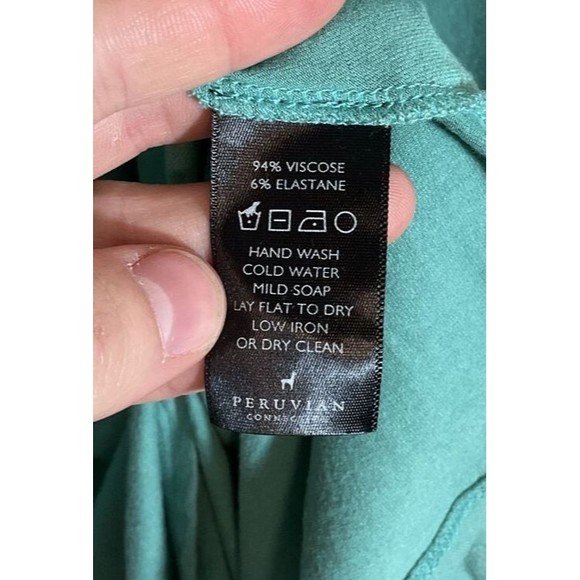 94% VISCOSE
6% ELASTANE
HAND WASH
COLD WATER
MILD SOAP
LAY FLAT TO DRY
LOW IRON
OR DRY CLEAN
PERUVIAN
CONNECTION